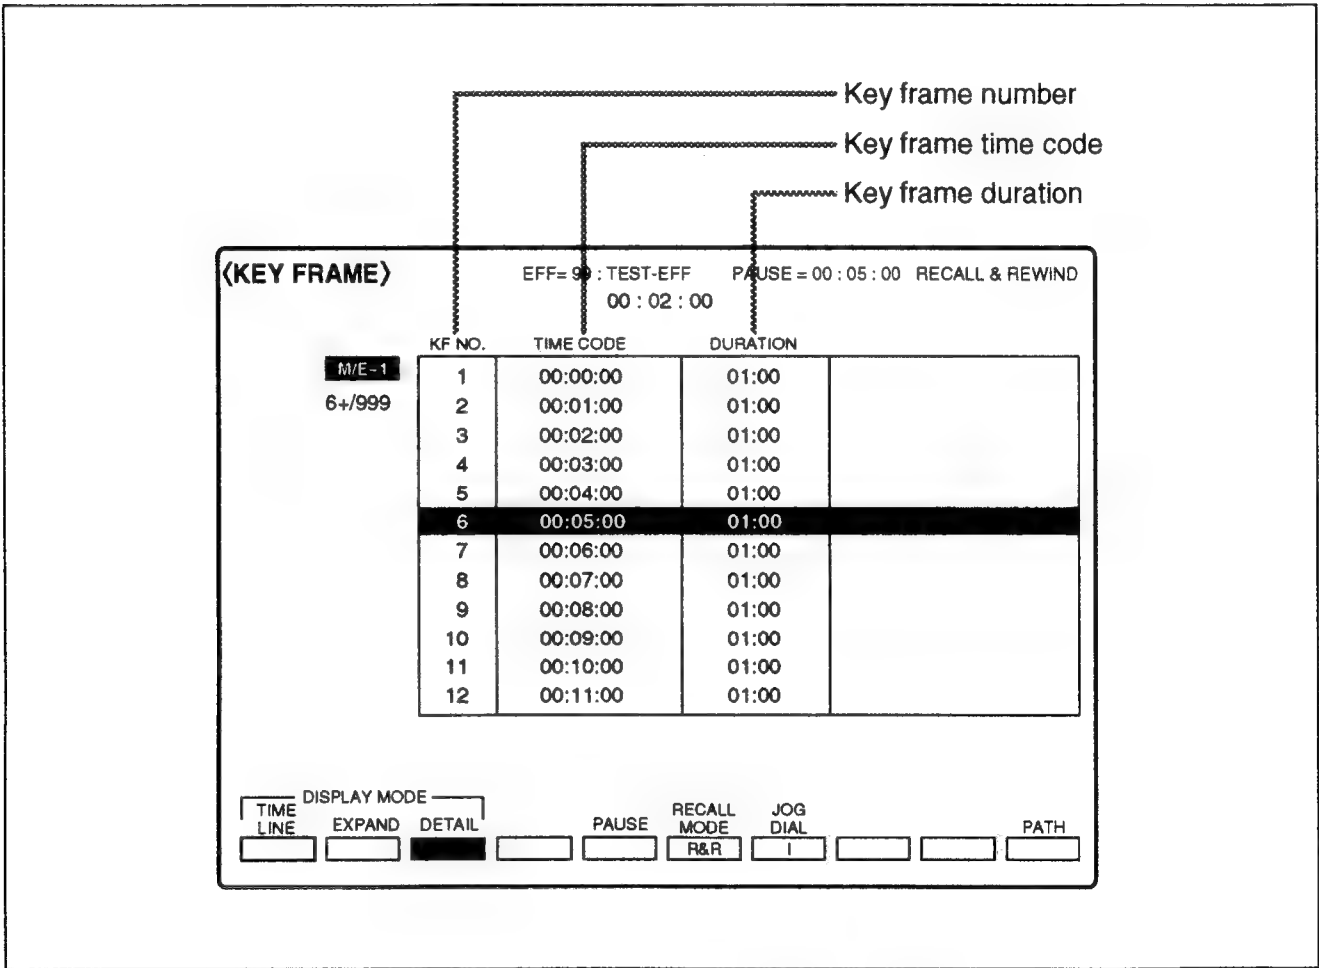 Key frame number
Key frame time code
Key frame duration
〈KEY FRAME〉 EFF= 99 : TEST-EFF PAUSE = 00 : 05 : 00 RECALL & REWIND
00 : 02 : 00
KF NO. TIME CODE DURATION
M/E-1 1 00:00:00 01:00
6+/999 2 00:01:00 01:00
3 00:02:00 01:00
4 00:03:00 01:00
5 00:04:00 01:00
6 00:05:00 01:00
7 00:06:00 01:00
8 00:07:00 01:00
9 00:08:00 01:00
10 00:09:00 01:00
11 00:10:00 01:00
12 00:11:00 01:00
DISPLAY MODE
TIME LINE EXPAND DETAIL PAUSE RECALL MODE JOG DIAL PATH
R&R I